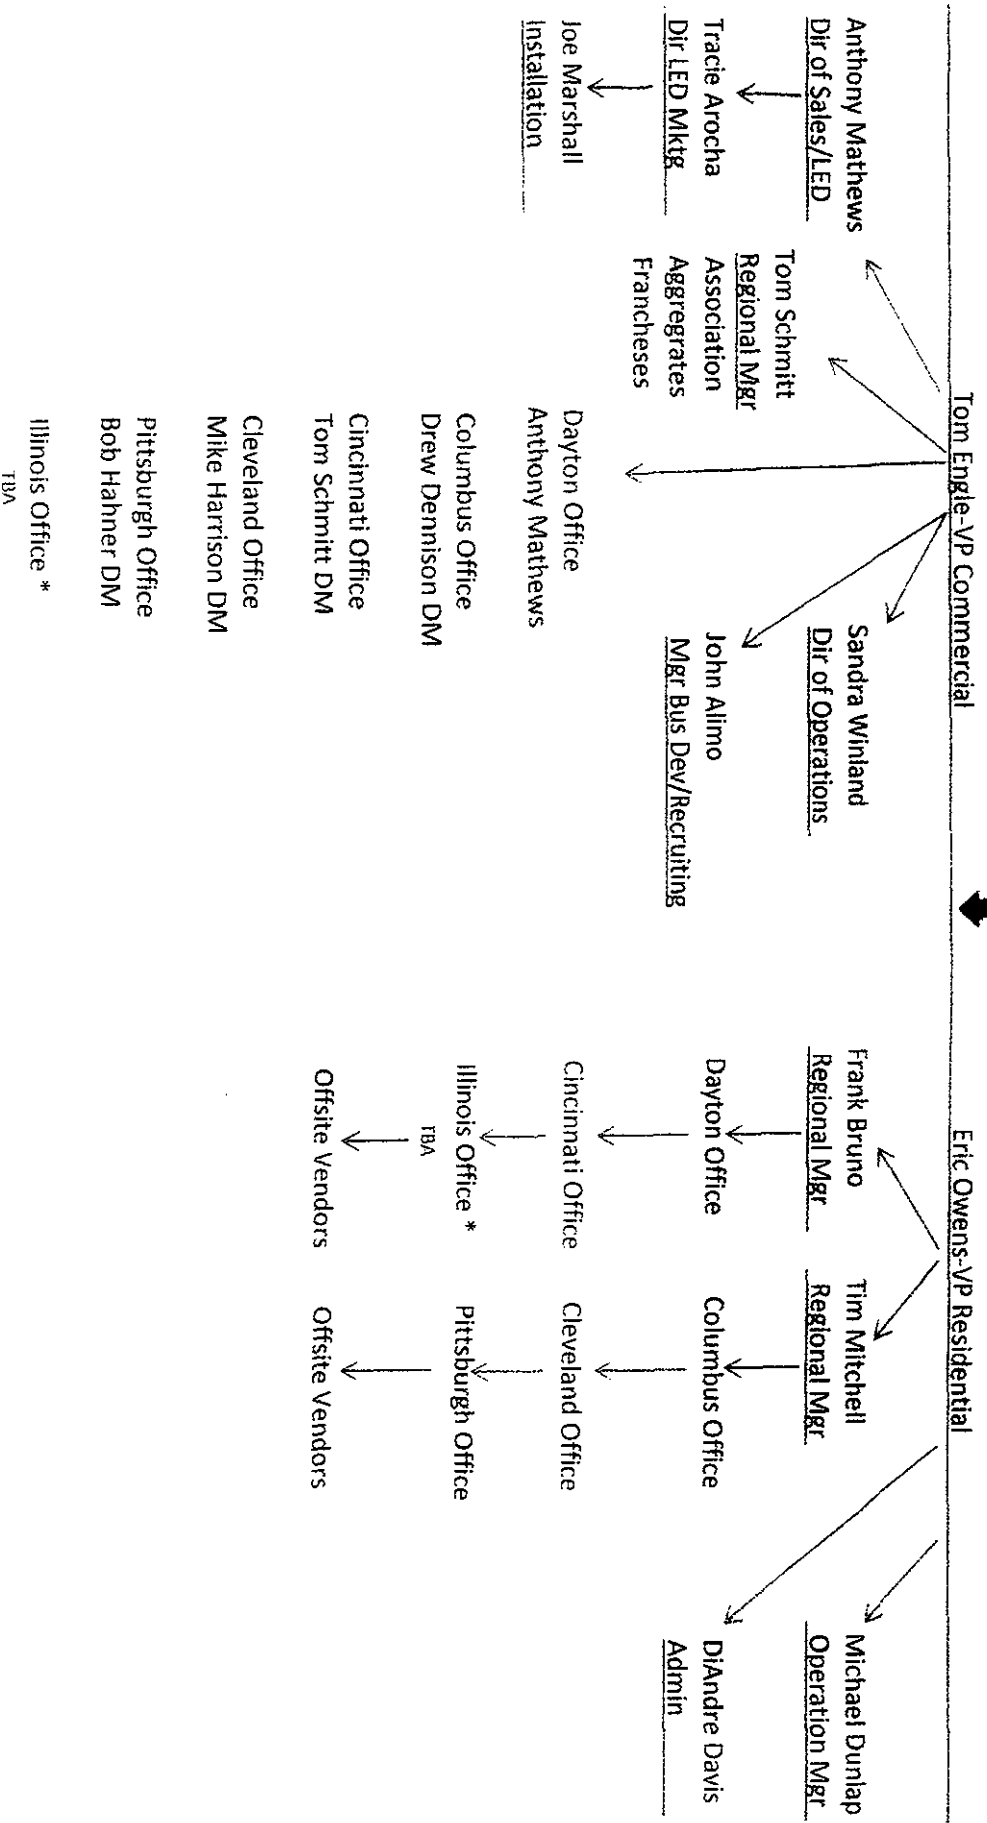 Tom Engle-VP Commercial
Eric Owens-VP Residential
Anthony Mathews
Dir of Sales/LED
Tracie Arocha
Dir LED Mktg
Joe Marshall
Installation
Tom Schmitt
Regional Mgr
Association
Aggregrates
Francheses
Sandra Winland
Dir of Operations
John Alimo
Mgr Bus Dev/Recruiting
Dayton Office
Anthony Mathews
Columbus Office
Drew Dennison DM
Cincinnati Office
Tom Schmitt DM
Cleveland Office
Mike Harrison DM
Pittsburgh Office
Bob Hahner DM
Illinois Office *
TBA
Frank Bruno
Regional Mgr
Dayton Office
Cincinnati Office
Illinois Office *
TBA
Offsite Vendors
Tim Mitchell
Regional Mgr
Columbus Office
Cleveland Office
Pittsburgh Office
Offsite Vendors
Michael Dunlap
Operation Mgr
DiAndre Davis
Admin